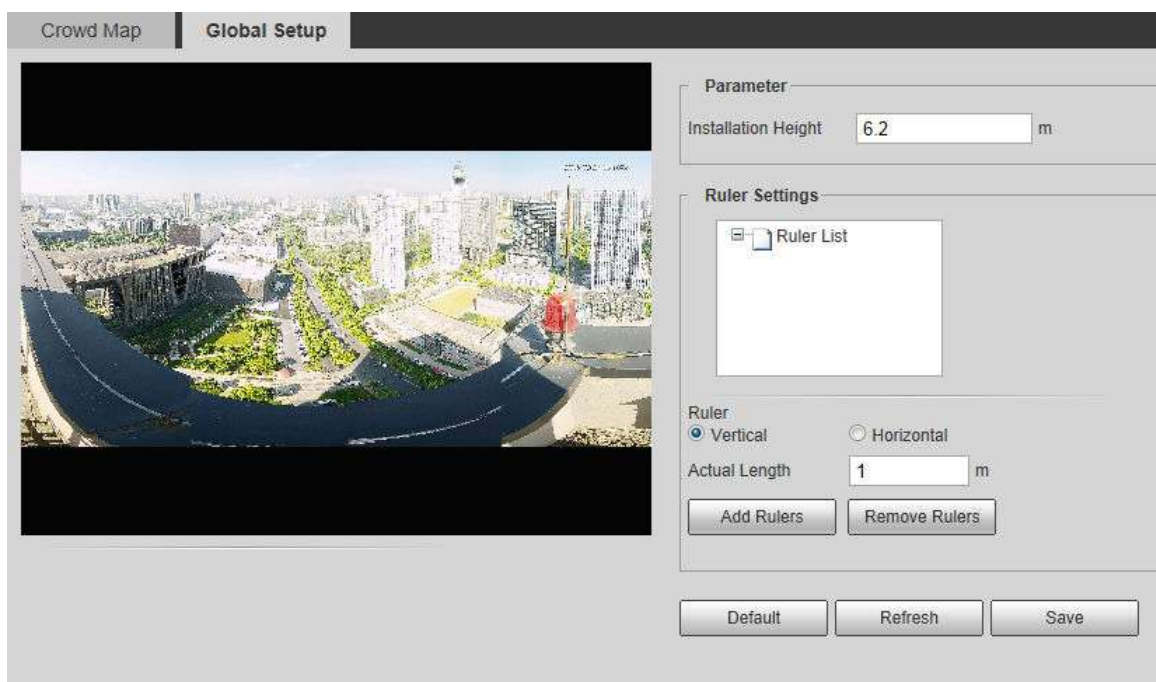 Crowd Map
Global Setup
Parameter
Installation Height 6.2 m
Ruler Settings
Ruler List
Ruler
Vertical Horizontal
Actual Length 1 m
Add Rulers Remove Rulers
Default Refresh Save